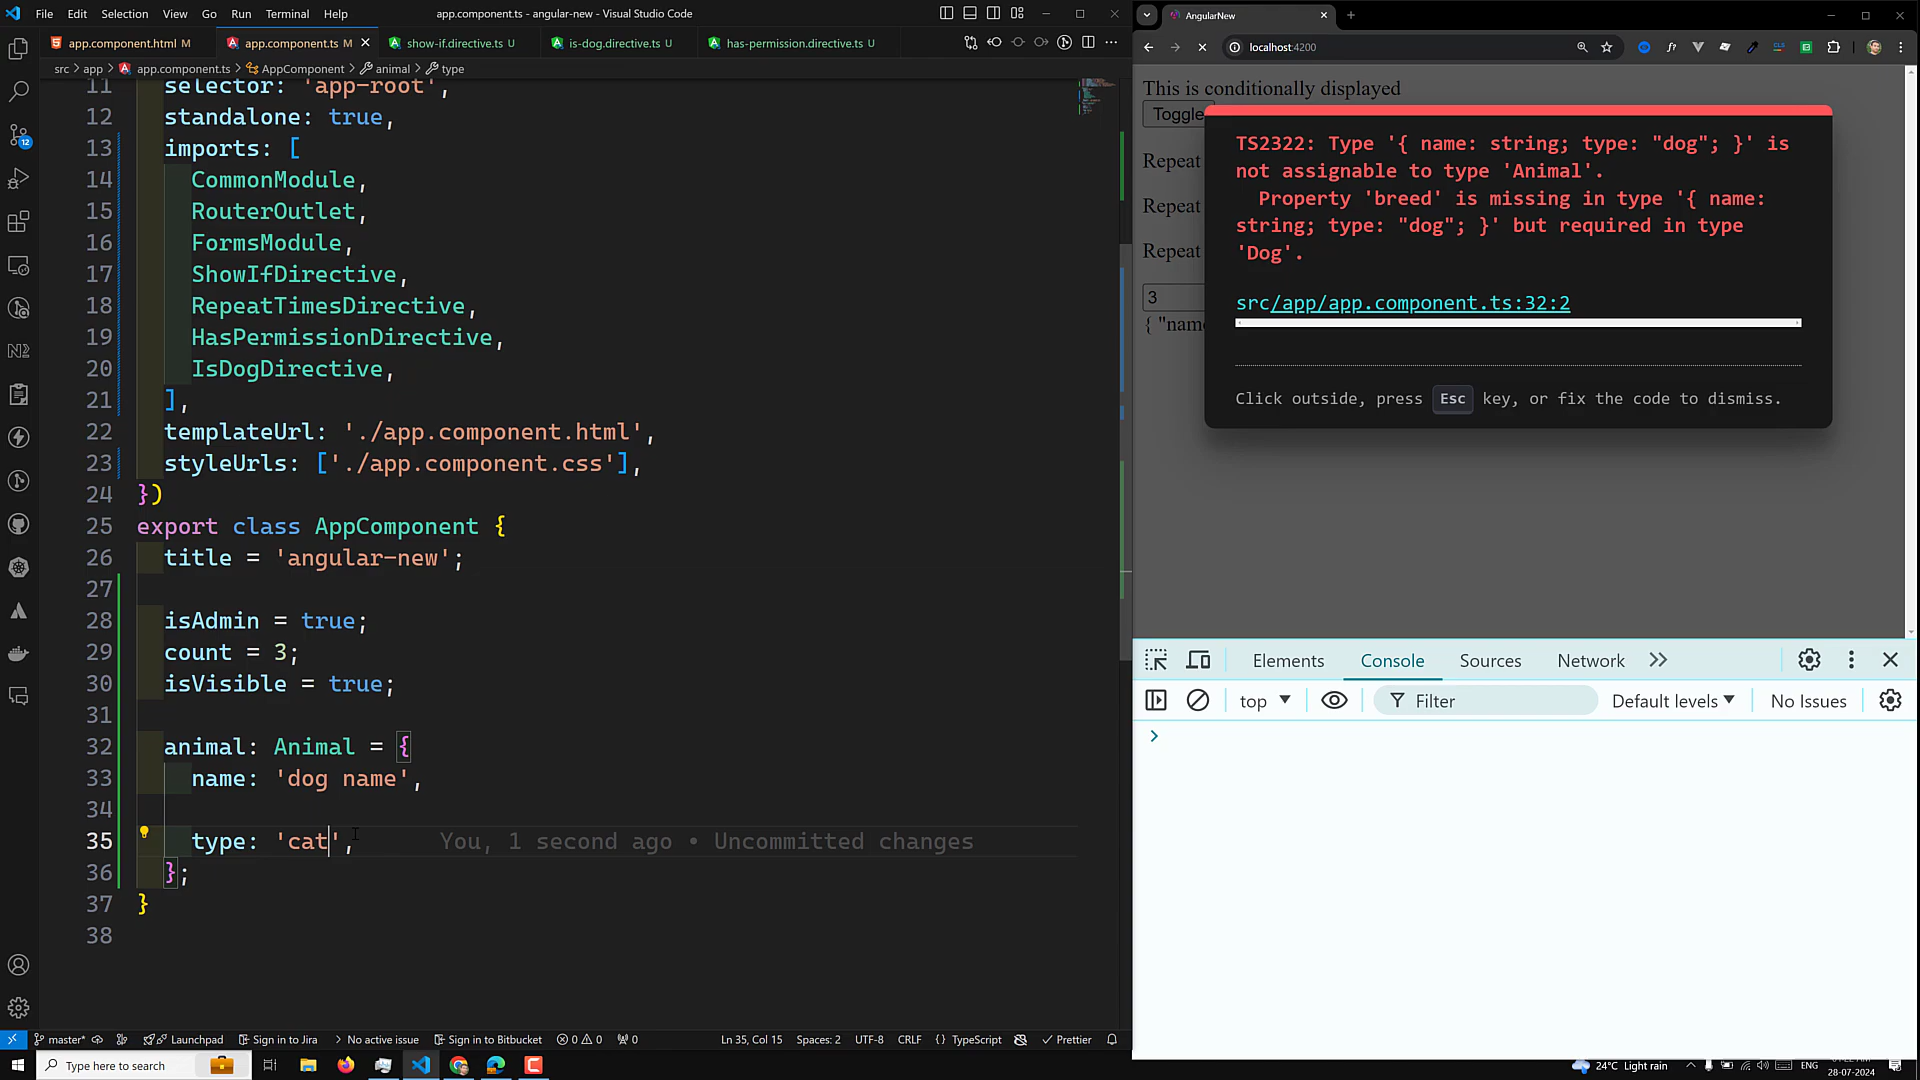 File Edit Selection View Go Run Terminal Help
app.component.ts - angular-new - Visual Studio Code
app.component.html M
app.component.ts M
show-if.directive.ts U
is-dog.directive.ts U
has-permission.directive.ts U
src > app > app.component.ts > AppComponent > animal > type
11 selector: 'app-root',
12 standalone: true,
13 imports: [
14 CommonModule,
15 RouterOutlet,
16 FormsModule,
17 ShowIfDirective,
18 RepeatTimesDirective,
19 HasPermissionDirective,
20 IsDogDirective,
21 ],
22 templateUrl: './app.component.html',
23 styleUrls: ['./app.component.css'],
24 })
25 export class AppComponent {
26 title = 'angular-new';
27
28 isAdmin = true;
29 count = 3;
30 isVisible = true;
31
32 animal: Animal = {
33 name: 'dog name',
34
35 type: 'cat', You, 1 second ago • Uncommitted changes
36 };
37 }
38
12
master* Launchpad Sign in to Jira No active issue Sign in to Bitbucket 0 0 0 Ln 35, Col 15 Spaces: 2 UTF-8 CRLF {} TypeScript Prettier
AngularNew
localhost:4200
This is conditionally displayed
Toggle
Repeat
Repeat
Repeat
3
{ "name
TS2322: Type '{ name: string; type: "dog"; }' is
not assignable to type 'Animal'.
Property 'breed' is missing in type '{ name:
string; type: "dog"; }' but required in type
'Dog'.
src/app/app.component.ts:32:2
Click outside, press Esc key, or fix the code to dismiss.
Elements Console Sources Network
top Filter Default levels No Issues
Type here to search
24°C Light rain ENG
28-07-2024